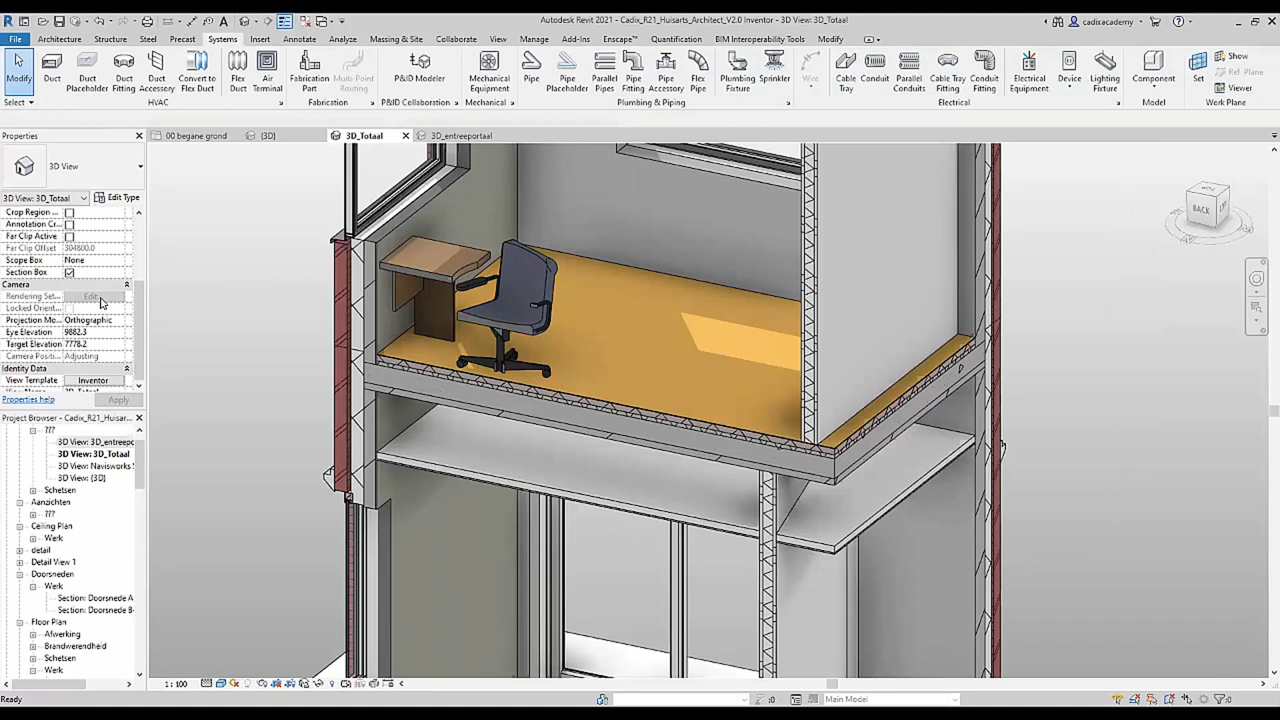 Autodesk Revit 2021 - Cadix_R21_Huisarts_Architect_V2.0 Inventor - 3D View: 3D_Totaal
cadixacademy
File Architecture Structure Steel Precast Systems Insert Annotate Analyze Massing & Site Collaborate View Manage Add-Ins Enscape™ Quantification BIM Interoperability Tools Modify
Modify Duct Duct Placeholder Duct Fitting Duct Accessory Convert to Flex Duct Flex Duct Air Terminal Fabrication Part Multi-Point Routing P&ID Modeler Mechanical Equipment Pipe Pipe Placeholder Parallel Pipes Pipe Fitting Pipe Accessory Flex Pipe Plumbing Fixture Sprinkler Wire Cable Tray Conduit Parallel Conduits Cable Tray Fitting Conduit Fitting Electrical Equipment Device Lighting Fixture Component Set Show Ref Plane Viewer
Select HVAC Fabrication P&ID Collaboration Mechanical Plumbing & Piping Electrical Model Work Plane
Properties
00 begane grond
{3D}
3D_Totaal
3D_entreeportaal
3D View
3D View: 3D_Totaal Edit Type
Crop Region ...
Annotation Cr...
Far Clip Active
Far Clip Offset 304800.0
Scope Box None
Section Box
Camera
Rendering Set... Edit...
Locked Orient...
Projection Mo... Orthographic
Eye Elevation 9882.3
Target Elevation 7778.2
Camera Positi... Adjusting
Identity Data
View Template Inventor
Properties help Apply
Project Browser - Cadix_R21_Huisart...
???
3D View: 3D_entreepo
3D View: 3D_Totaal
3D View: Navisworks
3D View: {3D}
Schetsen
Aanzichten
???
Ceiling Plan
Werk
detail
Detail View 1
Doorsneden
Werk
Section: Doorsnede A
Section: Doorsnede B-
Floor Plan
Afwerking
Brandwerendheid
Schetsen
Werk
BACK
1 : 100
Ready
:0
Main Model
:0